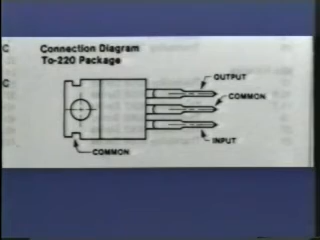 C Connection Diagram
To-220 Package
C
OUTPUT
COMMON
INPUT
COMMON